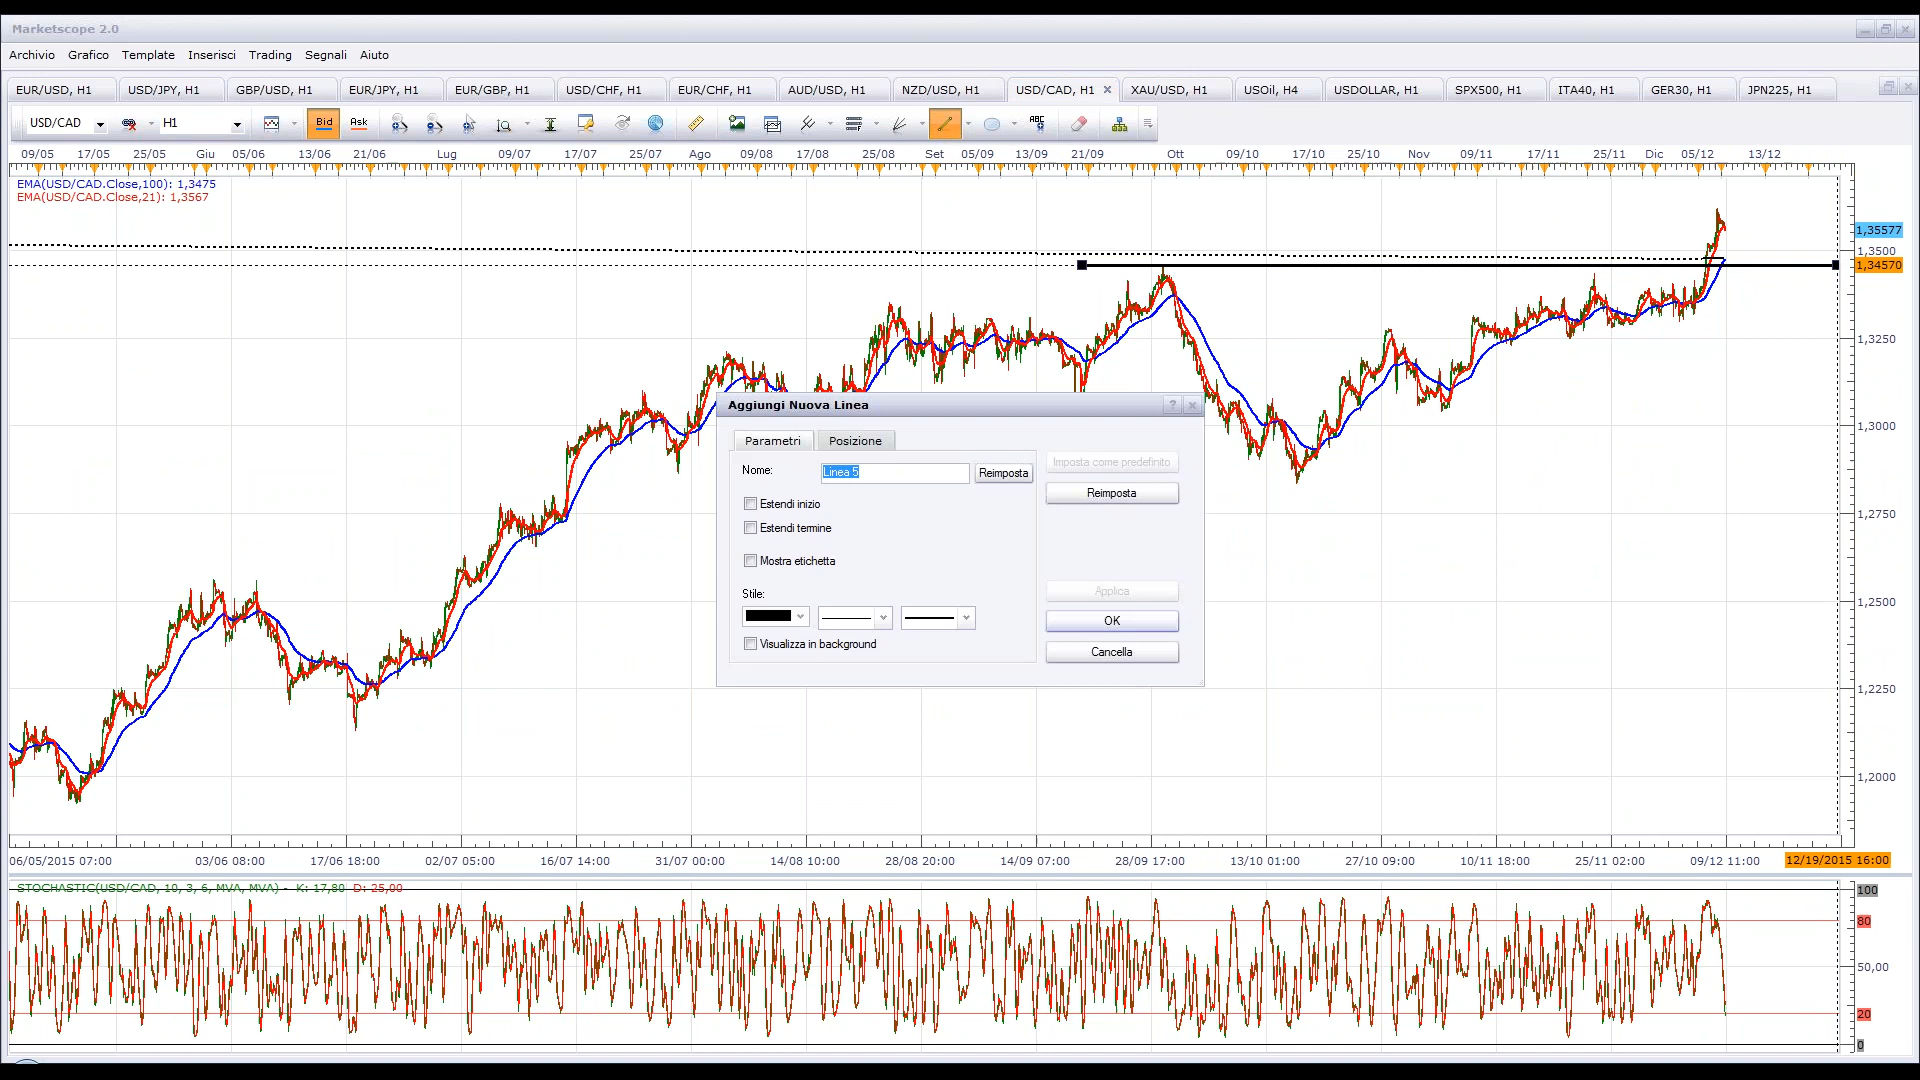 Marketscope 2.0
Archivio Grafico Template Inserisci Trading Segnali Aiuto
EUR/USD, H1 USD/JPY, H1 GBP/USD, H1 EUR/JPY, H1 EUR/GBP, H1 USD/CHF, H1 EUR/CHF, H1 AUD/USD, H1 NZD/USD, H1 USD/CAD, H1 XAU/USD, H1 USOil, H4 USDOLLAR, H1 SPX500, H1 ITA40, H1 GER30, H1 JPN225, H1
USD/CAD H1 Bid Ask ABC
09/05 17/05 25/05 Giu 05/06 13/06 21/06 Lug 09/07 17/07 25/07 Ago 09/08 17/08 25/08 Set 05/09 13/09 21/09 Ott 09/10 17/10 25/10 Nov 09/11 17/11 25/11 Dic 05/12 13/12
EMA(USD/CAD.Close,100): 1,3475
EMA(USD/CAD.Close,21): 1,3567
1,35577
1,3500
1,34570
1,3250
1,3000
1,2750
1,2500
1,2250
1,2000
Aggiungi Nuova Linea ?
Parametri Posizione
Nome: Linea 5 Reimposta
Imposta come predefinito
Reimposta
Estendi inizio
Estendi termine
Mostra etichetta
Stile:
Applica
OK
Visualizza in background
Cancella
06/05/2015 07:00 03/06 08:00 17/06 18:00 02/07 05:00 16/07 14:00 31/07 00:00 14/08 10:00 28/08 20:00 14/09 07:00 28/09 17:00 13/10 01:00 27/10 09:00 10/11 18:00 25/11 02:00 09/12 11:00 12/19/2015 16:00
STOCHASTIC(USD/CAD, 10, 3, 6, MVA, MVA) - K: 17,80 D: 25,00
100
80
50,00
20
0